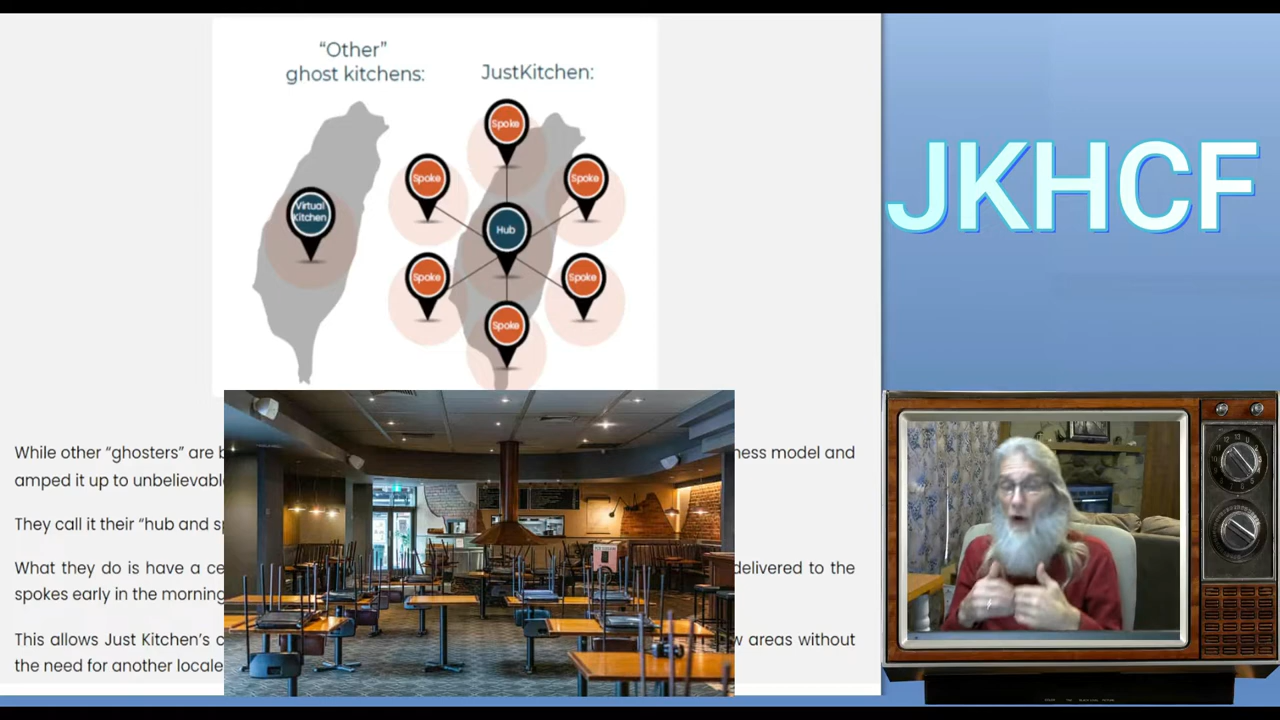 “Other”
ghost kitchens:
JustKitchen:
Spoke
Spoke
Spoke
Virtual
Kitchen
Hub
Spoke
Spoke
Spoke
JKHCF
While other “ghosters” are
ness model and
amped it up to
They call it their “hub and
What they do is have a
delivered to the
spokes early in the morning
This allows Just Kitchen’s
areas without
the need for another locale